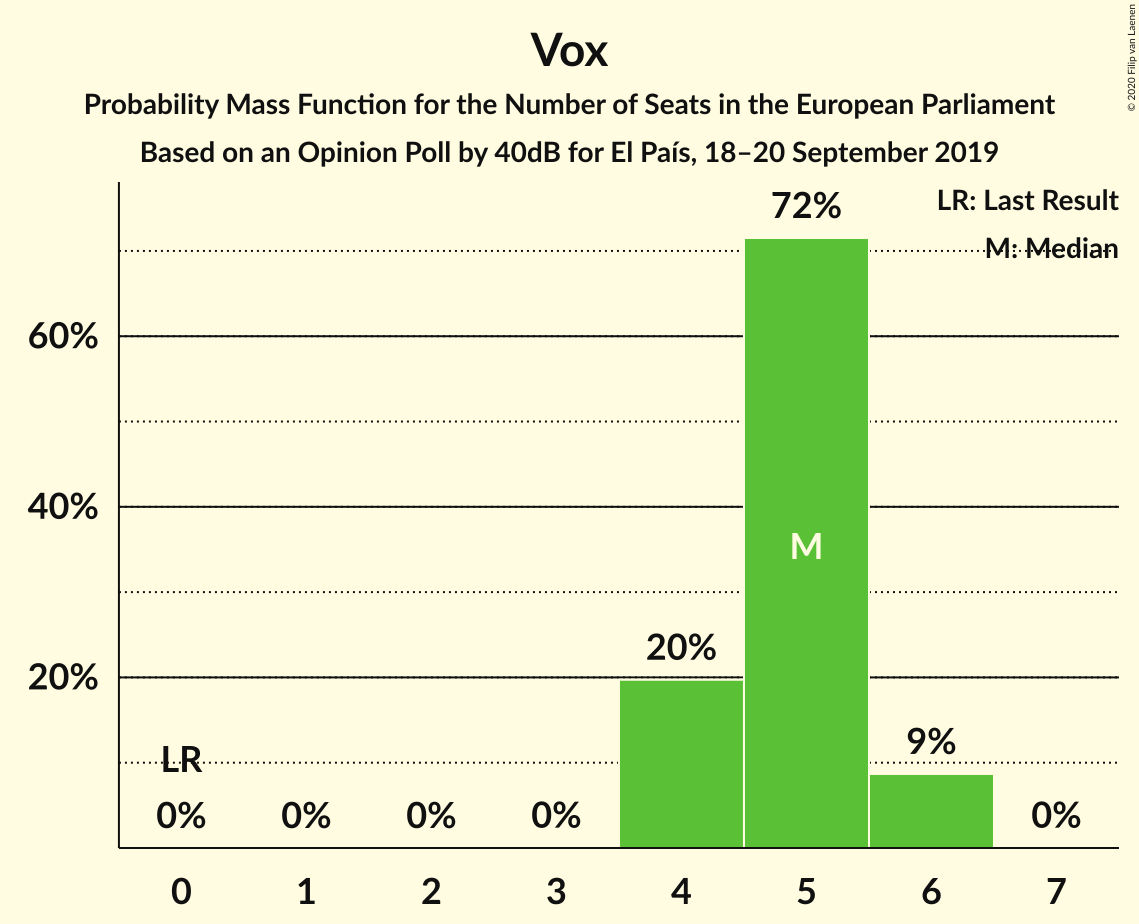 Vox
Probability Mass Function for the Number of Seats in the European Parliament
Based on an Opinion Poll by 40dB for El País, 18–20 September 2019
© 2020 Filip van Laenen
LR: Last Result
M: Median
72%
60%
40%
M
20%
20%
9%
LR
0%
0%
0%
0%
0%
0
1
2
3
4
5
6
7